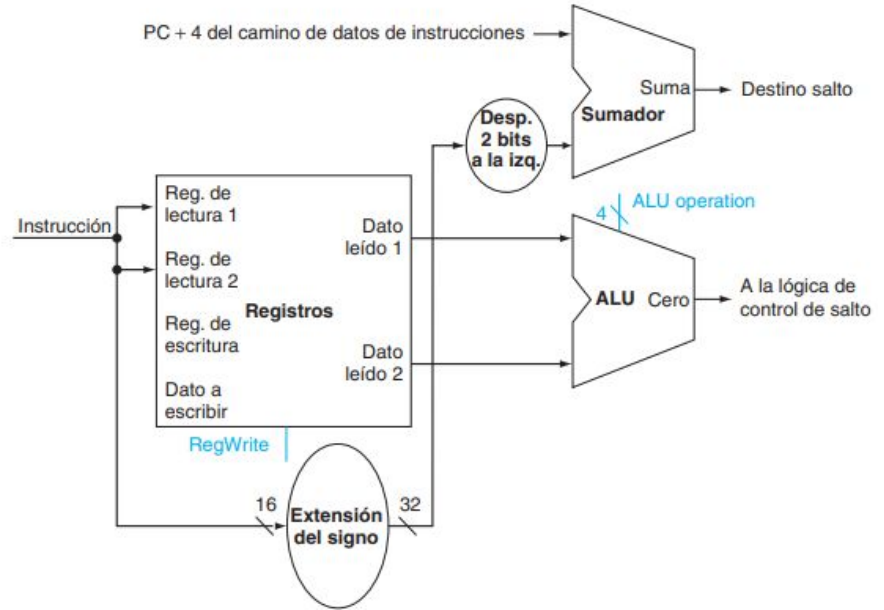 PC + 4 del camino de datos de instrucciones
Suma
Sumador
Destino salto
Desp.
2 bits
a la izq.
Instrucción
Reg. de
lectura 1
Reg. de
lectura 2
Registros
Reg. de
escritura
Dato a
escribir
Dato
leído 1
Dato
leído 2
RegWrite
4
ALU operation
ALU
Cero
A la lógica de
control de salto
16
Extensión
del signo
32